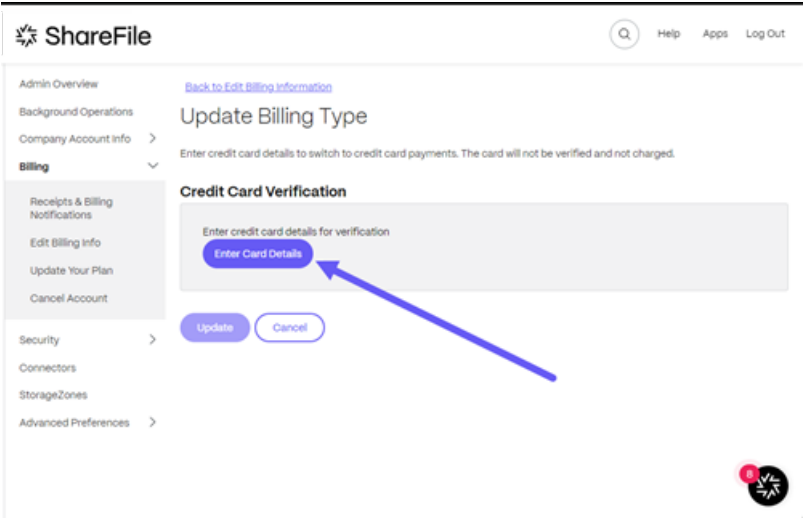 ShareFile
Help
Apps
Log Out
Admin Overview
Background Operations
Company Account Info
Billing
Receipts & Billing
Notifications
Edit Billing Info
Update Your Plan
Cancel Account
Security
Connectors
StorageZones
Advanced Preferences
Back to Edit Billing Information
Update Billing Type
Enter credit card details to switch to credit card payments. The card will not be verified and not charged.
Credit Card Verification
Enter credit card details for verification
Enter Card Details
Update
Cancel
8